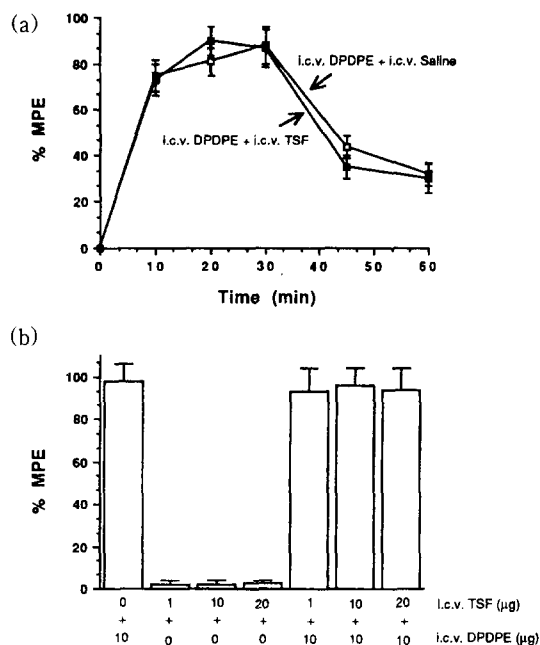 (a)
100
80
60
40
20
0
% MPE
i.c.v. DPDPE + i.c.v. Saline
i.c.v. DPDPE + i.c.v. TSF
0 10 20 30 40 50 60
Time (min)
(b)
100
80
60
40
20
0
% MPE
0 1 10 20 1 10 20 i.c.v. TSF (μg)
+ + + + + + +
10 0 0 0 10 10 10 i.c.v. DPDPE (μg)